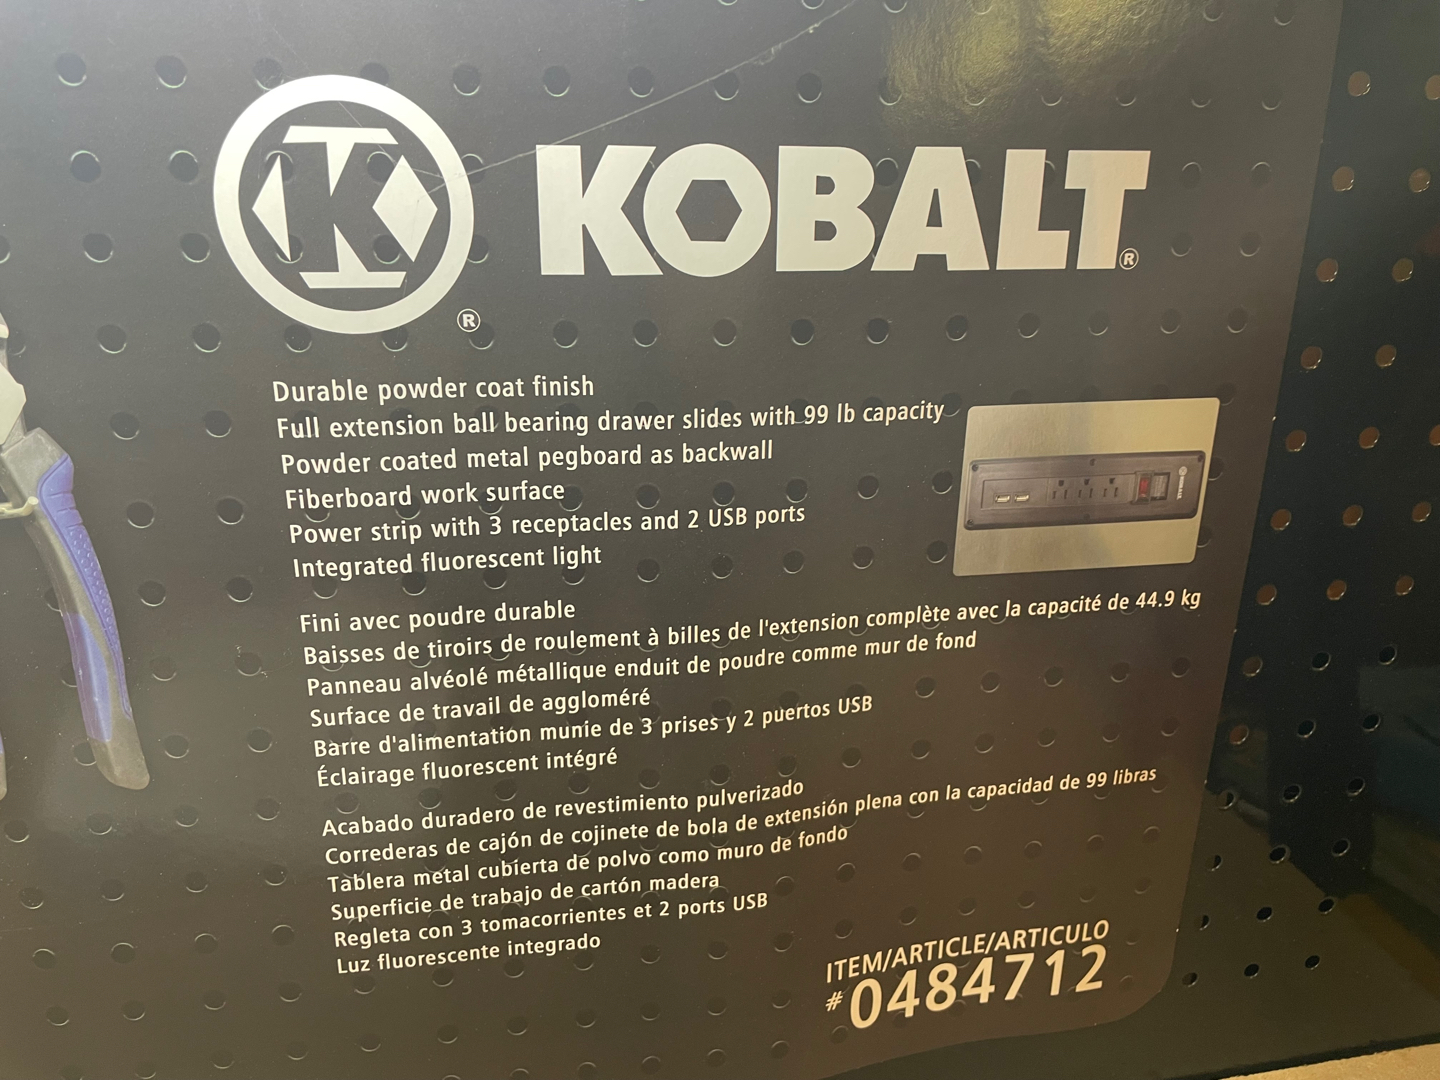 K
®
KOBALT®
Durable powder coat finish
Full extension ball bearing drawer slides with 99 lb capacity
Powder coated metal pegboard as backwall
Fiberboard work surface
Power strip with 3 receptacles and 2 USB ports
Integrated fluorescent light
Fini avec poudre durable
Baisses de tiroirs de roulement à billes de l'extension complète avec la capacité de 44.9 kg
Panneau alvéolé métallique enduit de poudre comme mur de fond
Surface de travail de aggloméré
Barre d'alimentation munie de 3 prises y 2 puertos USB
Éclairage fluorescent intégré
Acabado duradero de revestimiento pulverizado
Correderas de cajón de cojinete de bola de extensión plena con la capacidad de 99 libras
Tablera metal cubierta de polvo como muro de fondo
Superficie de trabajo de cartón madera
Regleta con 3 tomacorrientes et 2 ports USB
Luz fluorescente integrado
ITEM/ARTICLE/ARTICULO
#0484712